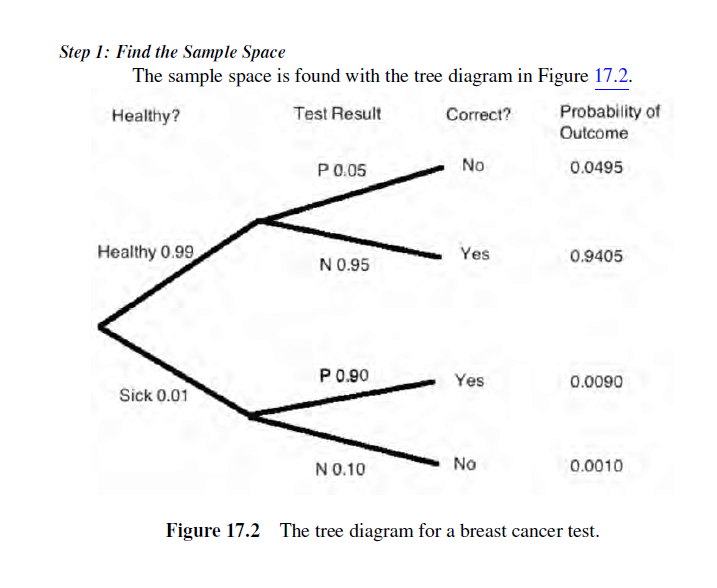 Step 1: Find the Sample Space
The sample space is found with the tree diagram in Figure 17.2.
Healthy? Test Result Correct? Probability of
Outcome
P 0.05 No 0.0495
Healthy 0.99 N 0.95 Yes 0.9405
P 0.90 Yes 0.0090
Sick 0.01
N 0.10 No 0.0010
Figure 17.2 The tree diagram for a breast cancer test.